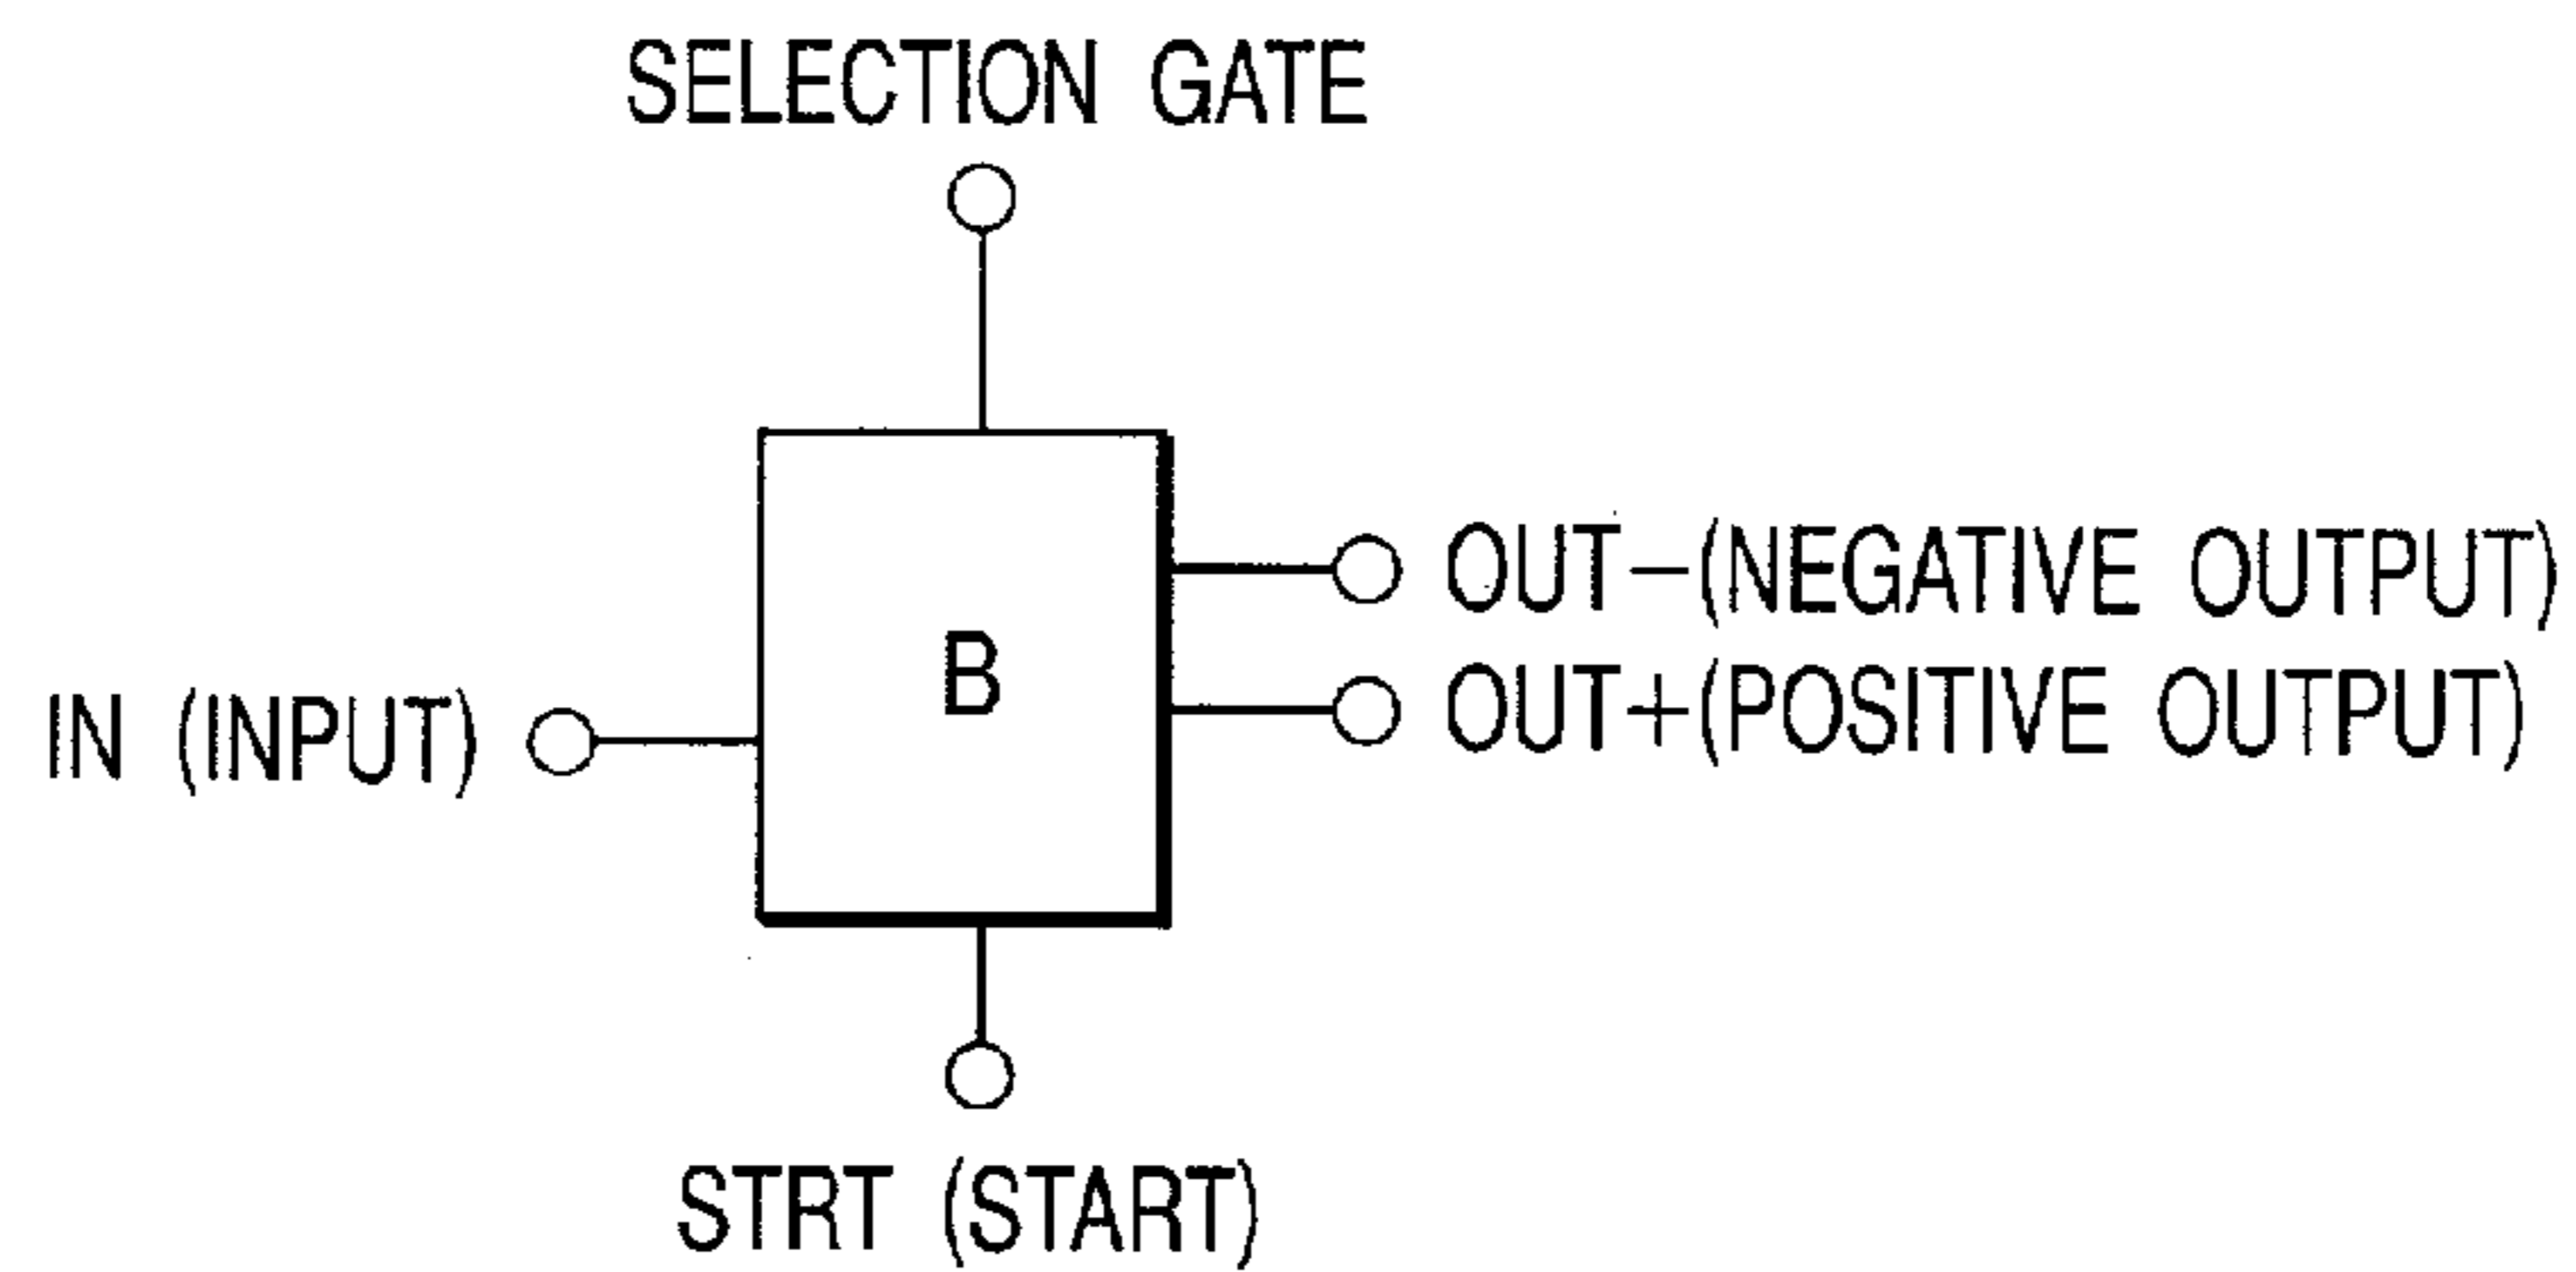 SELECTION GATE
OUT−(NEGATIVE OUTPUT)
B
OUT+(POSITIVE OUTPUT)
IN (INPUT)
STRT (START)